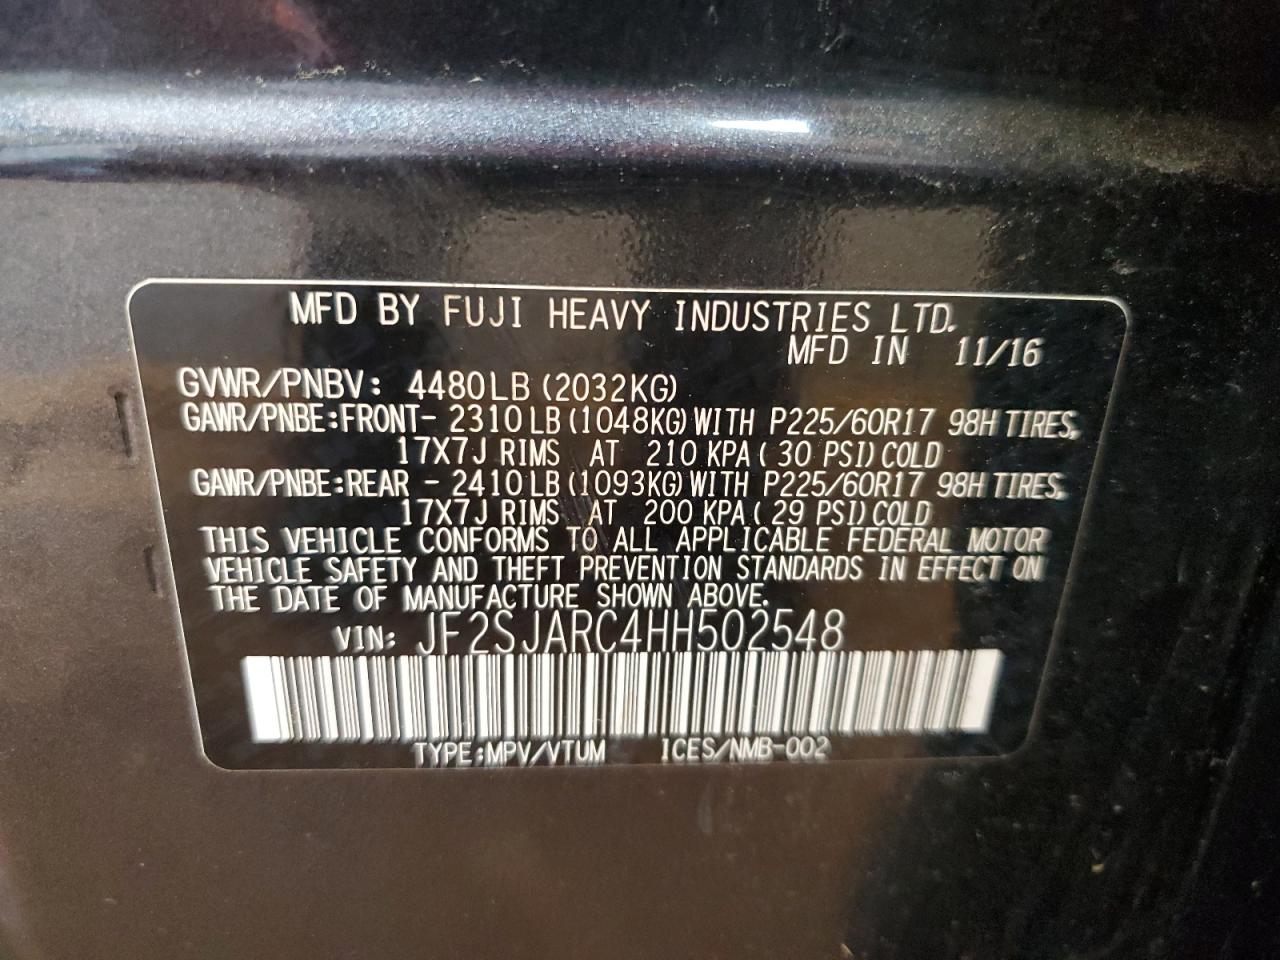 MFD BY FUJI HEAVY INDUSTRIES LTD.
MFD IN 11/16
GVWR/PNBV: 4480LB (2032KG)
GAWR/PNBE:FRONT- 2310LB(1048KG)WITH P225/60R17 98H TIRES,
17X7J RIMS AT 210 KPA(30 PSI)COLD
GAWR/PNBE:REAR - 2410LB(1093KG)WITH P225/60R17 98H TIRES,
17X7J RIMS AT 200 KPA(29 PSI)COLD
THIS VEHICLE CONFORMS TO ALL APPLICABLE FEDERAL MOTOR
VEHICLE SAFETY AND THEFT PREVENTION STANDARDS IN EFFECT ON
THE DATE OF MANUFACTURE SHOWN ABOVE.
VIN: JF2SJARC4HH502548
TYPE:MPV/VTUM ICES/NMB-002